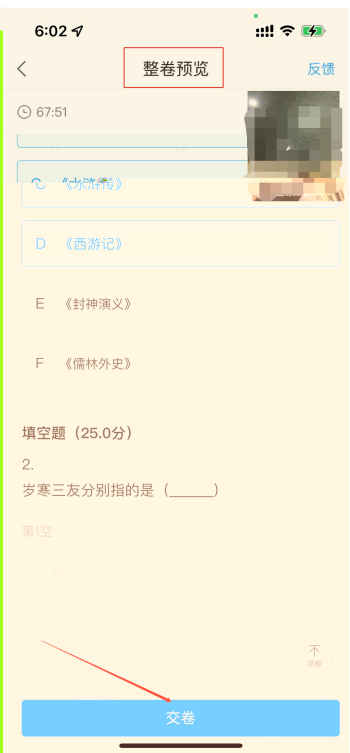 6:02
整卷预览
反馈
67:51
C 《水浒传》
D 《西游记》
E 《封神演义》
F 《儒林外史》
填空题（25.0分）
2.
岁寒三友分别指的是（_____）
第1空
顶部
交卷